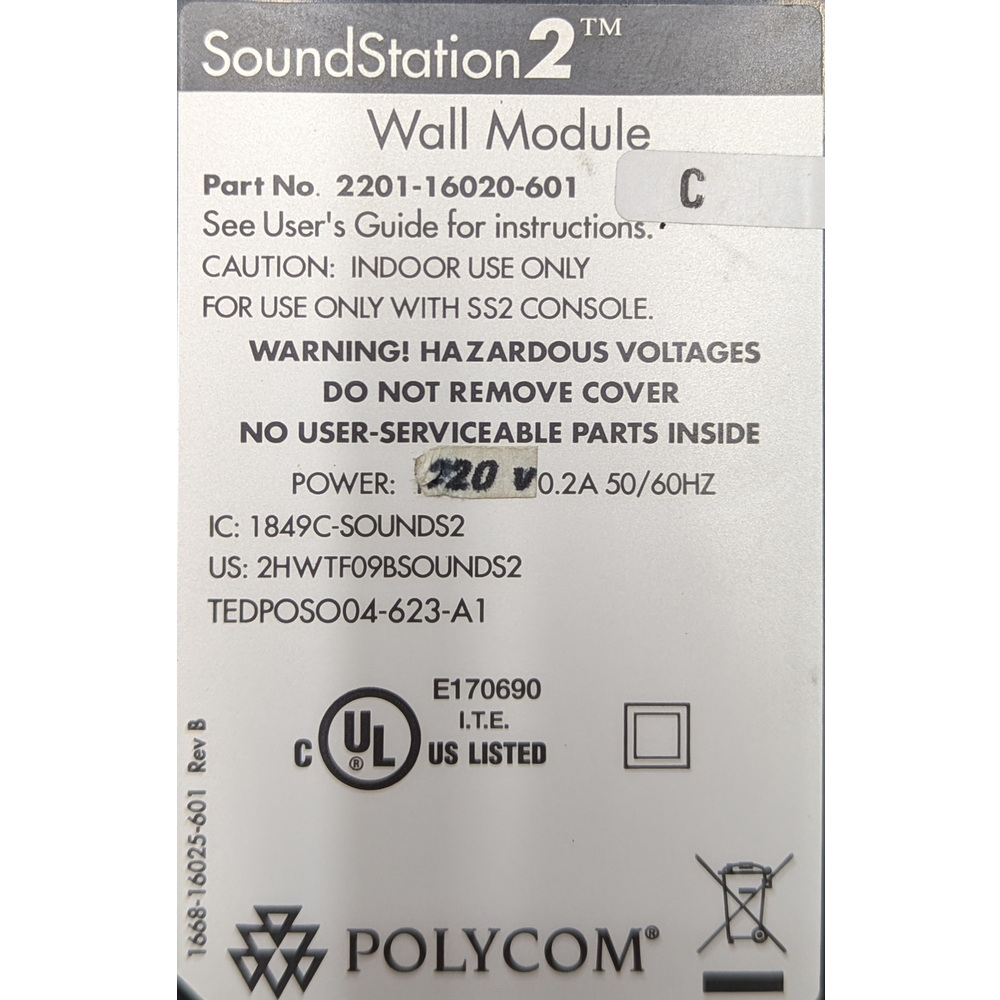 SoundStation2™
Wall Module
Part No. 2201-16020-601
C
See User's Guide for instructions.
CAUTION: INDOOR USE ONLY
FOR USE ONLY WITH SS2 CONSOLE.
WARNING! HAZARDOUS VOLTAGES
DO NOT REMOVE COVER
NO USER-SERVICEABLE PARTS INSIDE
POWER: 220 V 0.2A 50/60HZ
IC: 1849C-SOUNDS2
US: 2HWTF09BSOUNDS2
TEDPOSO04-623-A1
E170690
I.T.E.
C UL® US LISTED
1668-16025-601 Rev B
POLYCOM®